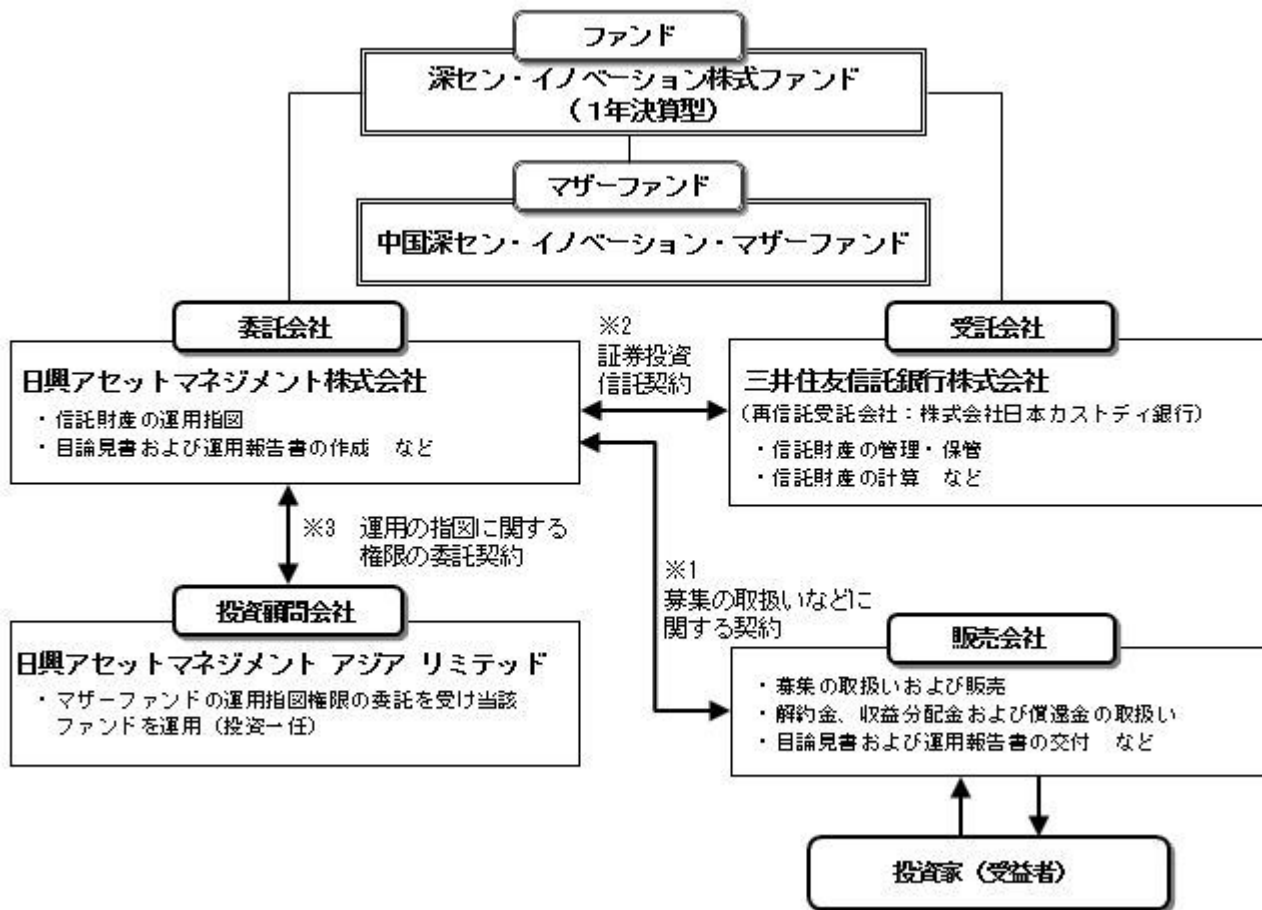 ファンド
深セン・イノベーション株式ファンド
（１年決算型）
マザーファンド
中国深セン・イノベーション・マザーファンド
委託会社
日興アセットマネジメント株式会社
・信託財産の運用指図
・目論見書および運用報告書の作成　など
※2
証券投資
信託契約
受託会社
三井住友信託銀行株式会社
（再信託受託会社：株式会社日本カストディ銀行）
・信託財産の管理・保管
・信託財産の計算　など
※3　運用の指図に関する
権限の委託契約
投資顧問会社
日興アセットマネジメント アジア リミテッド
・マザーファンドの運用指図権限の委託を受け当該
ファンドを運用（投資一任）
※1
募集の取扱いなどに
関する契約
販売会社
・募集の取扱いおよび販売
・解約金、収益分配金および償還金の取扱い
・目論見書および運用報告書の交付　など
投資家（受益者）